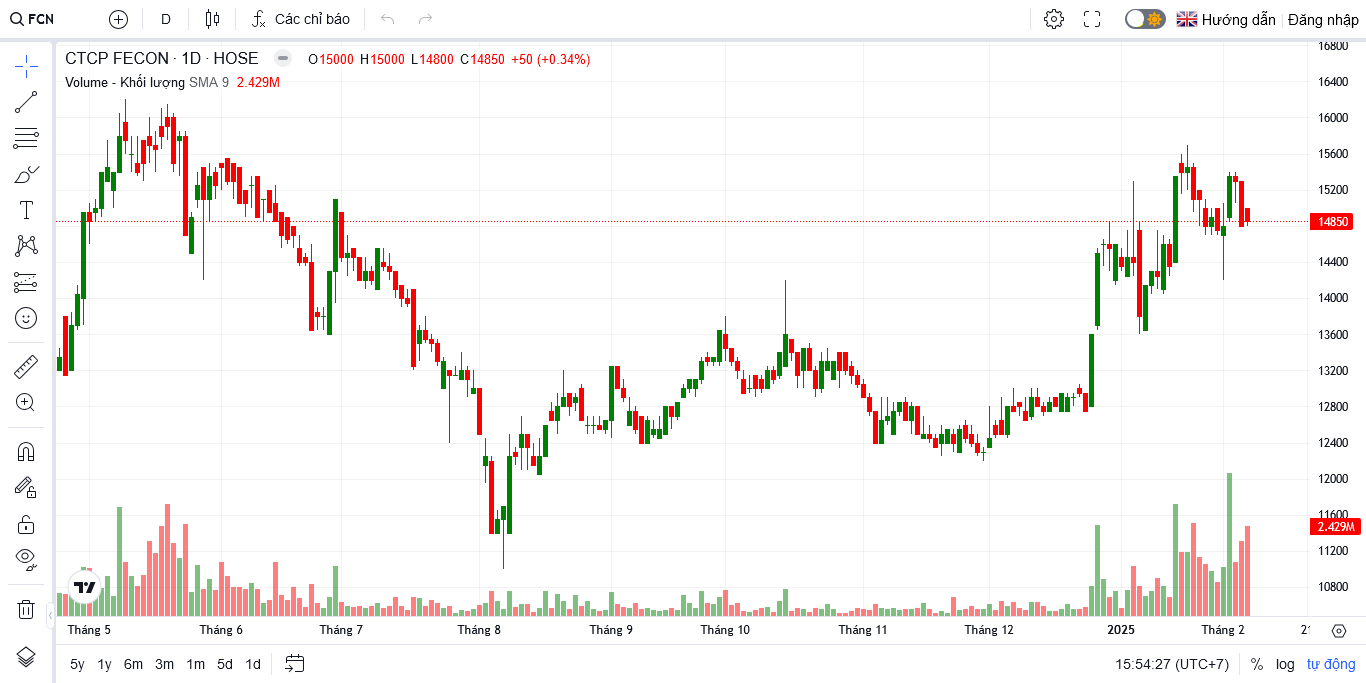 FCN D Các chỉ báo Hướng dẫn Đăng nhập
CTCP FECON · 1D · HOSE O15000 H15000 L14800 C14850 +50 (+0.34%)
Volume - Khối lượng SMA 9 2.429M
16800
16400
16000
15600
15200
14850
14400
14000
13600
13200
12800
12400
12000
11600
2.429M
11200
10800
Tháng 5 Tháng 6 Tháng 7 Tháng 8 Tháng 9 Tháng 10 Tháng 11 Tháng 12 2025 Tháng 2
5y 1y 6m 3m 1m 5d 1d 15:54:27 (UTC+7) % log tự động